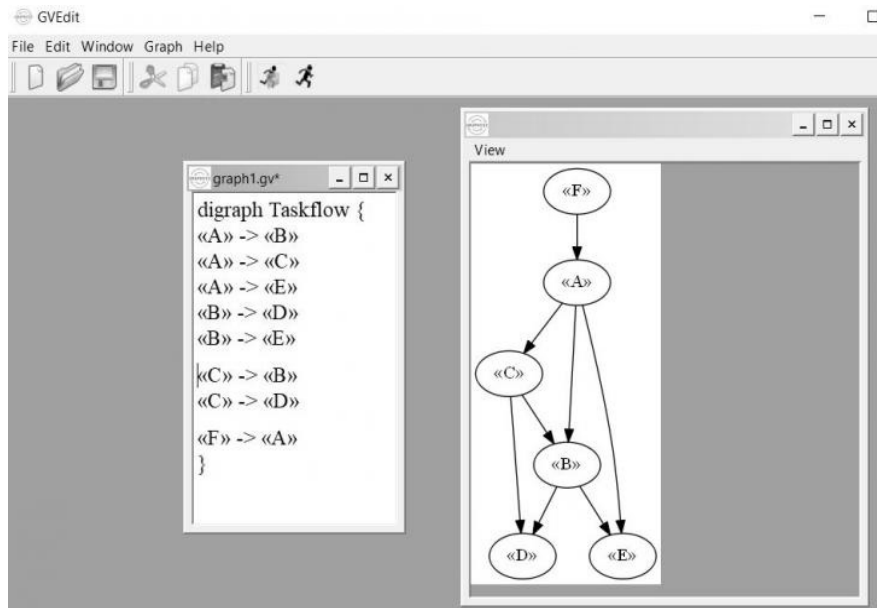 GVEdit
File Edit Window Graph Help
graph1.gv*
digraph Taskflow {
«A» -> «B»
«A» -> «C»
«A» -> «E»
«B» -> «D»
«B» -> «E»
«C» -> «B»
«C» -> «D»
«F» -> «A»
}
View
«F»
«A»
«C»
«B»
«D» «E»